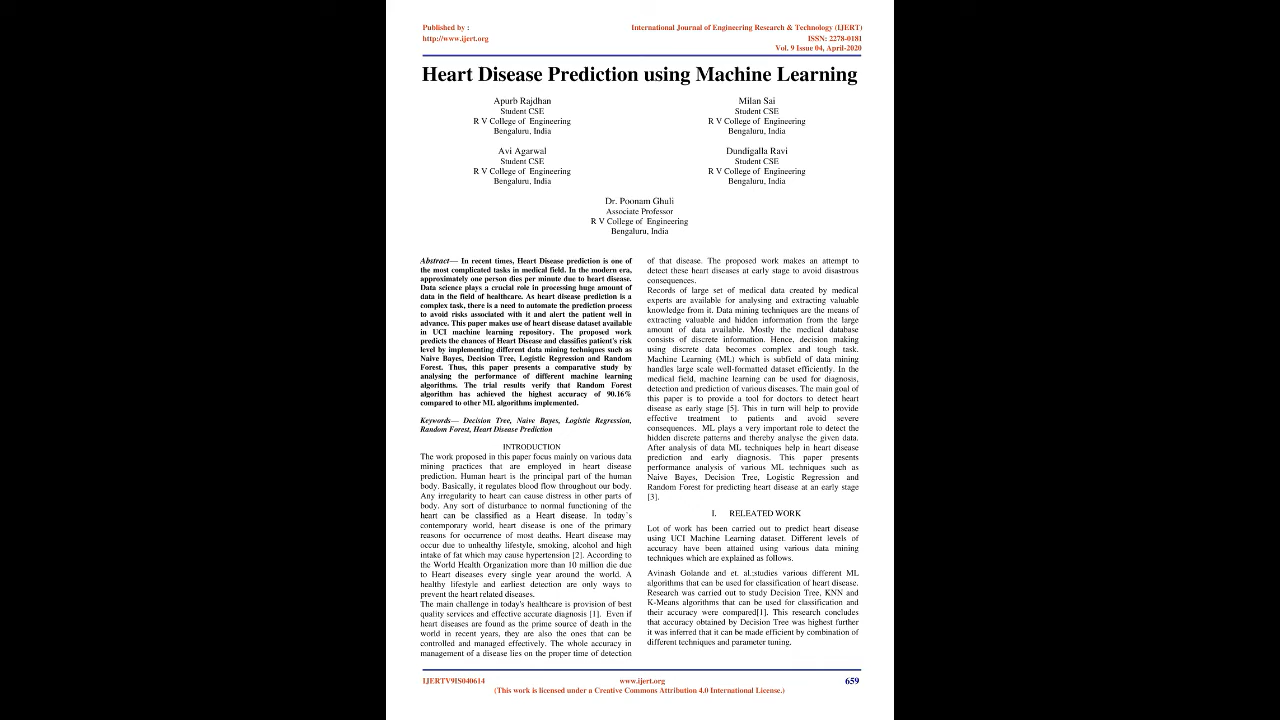 Published by :
http://www.ijert.org
International Journal of Engineering Research & Technology (IJERT)
ISSN: 2278-0181
Vol. 9 Issue 04, April-2020
Heart Disease Prediction using Machine Learning
Apurb Rajdhan
Student CSE
R V College of Engineering
Bengaluru, India
Milan Sai
Student CSE
R V College of Engineering
Bengaluru, India
Avi Agarwal
Student CSE
R V College of Engineering
Bengaluru, India
Dundigalla Ravi
Student CSE
R V College of Engineering
Bengaluru, India
Dr. Poonam Ghuli
Associate Professor
R V College of Engineering
Bengaluru, India
Abstract— In recent times, Heart Disease prediction is one of
the most complicated tasks in medical field. In the modern era,
approximately one person dies per minute due to heart disease.
Data science plays a crucial role in processing huge amount of
data in the field of healthcare. As heart disease prediction is a
complex task, there is a need to automate the prediction process
to avoid risks associated with it and alert the patient well in
advance. This paper makes use of heart disease dataset available
in UCI machine learning repository. The proposed work
predicts the chances of Heart Disease and classifies patient's risk
level by implementing different data mining techniques such as
Naive Bayes, Decision Tree, Logistic Regression and Random
Forest. Thus, this paper presents a comparative study by
analysing the performance of different machine learning
algorithms. The trial results verify that Random Forest
algorithm has achieved the highest accuracy of 90.16%
compared to other ML algorithms implemented.
Keywords— Decision Tree, Naive Bayes, Logistic Regression,
Random Forest, Heart Disease Prediction
INTRODUCTION
The work proposed in this paper focus mainly on various data
mining practices that are employed in heart disease
prediction. Human heart is the principal part of the human
body. Basically, it regulates blood flow throughout our body.
Any irregularity to heart can cause distress in other parts of
body. Any sort of disturbance to normal functioning of the
heart can be classified as a Heart disease. In today's
contemporary world, heart disease is one of the primary
reasons for occurrence of most deaths. Heart disease may
occur due to unhealthy lifestyle, smoking, alcohol and high
intake of fat which may cause hypertension [2]. According to
the World Health Organization more than 10 million die due
to Heart diseases every single year around the world. A
healthy lifestyle and earliest detection are only ways to
prevent the heart related diseases.
The main challenge in today's healthcare is provision of best
quality services and effective accurate diagnosis [1]. Even if
heart diseases are found as the prime source of death in the
world in recent years, they are also the ones that can be
controlled and managed effectively. The whole accuracy in
management of a disease lies on the proper time of detection
of that disease. The proposed work makes an attempt to
detect these heart diseases at early stage to avoid disastrous
consequences.
Records of large set of medical data created by medical
experts are available for analysing and extracting valuable
knowledge from it. Data mining techniques are the means of
extracting valuable and hidden information from the large
amount of data available. Mostly the medical database
consists of discrete information. Hence, decision making
using discrete data becomes complex and tough task.
Machine Learning (ML) which is subfield of data mining
handles large scale well-formatted dataset efficiently. In the
medical field, machine learning can be used for diagnosis,
detection and prediction of various diseases. The main goal of
this paper is to provide a tool for doctors to detect heart
disease as early stage [5]. This in turn will help to provide
effective treatment to patients and avoid severe
consequences. ML plays a very important role to detect the
hidden discrete patterns and thereby analyse the given data.
After analysis of data ML techniques help in heart disease
prediction and early diagnosis. This paper presents
performance analysis of various ML techniques such as
Naive Bayes, Decision Tree, Logistic Regression and
Random Forest for predicting heart disease at an early stage
[3].
I. RELEATED WORK
Lot of work has been carried out to predict heart disease
using UCI Machine Learning dataset. Different levels of
accuracy have been attained using various data mining
techniques which are explained as follows.
Avinash Golande and et. al.;studies various different ML
algorithms that can be used for classification of heart disease.
Research was carried out to study Decision Tree, KNN and
K-Means algorithms that can be used for classification and
their accuracy were compared[1]. This research concludes
that accuracy obtained by Decision Tree was highest further
it was inferred that it can be made efficient by combination of
different techniques and parameter tuning.
IJERTV9IS040614
www.ijert.org
659
(This work is licensed under a Creative Commons Attribution 4.0 International License.)